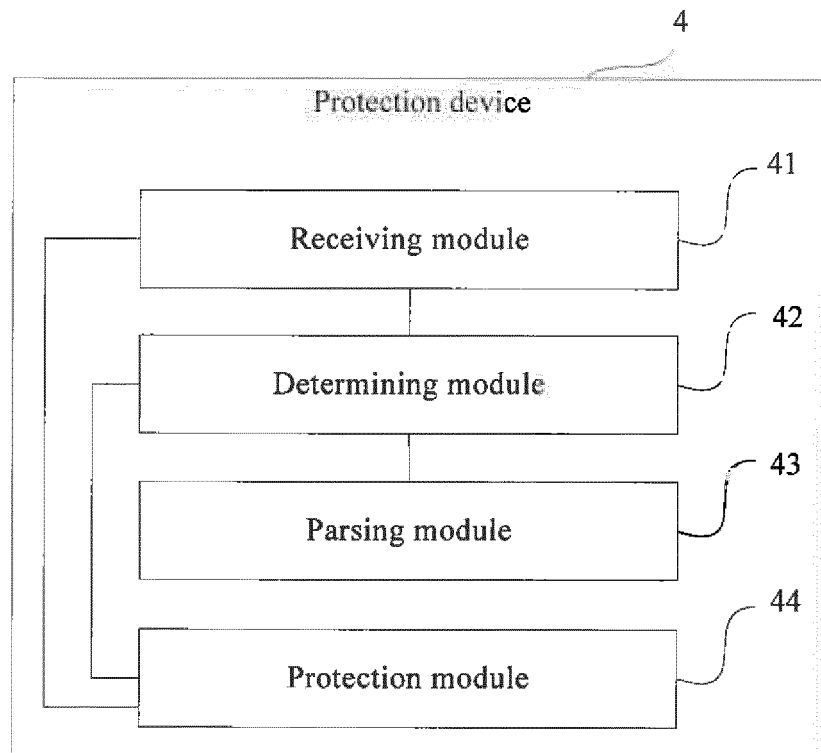 4
Protection device
41
Receiving module
42
Determining module
43
Parsing module
44
Protection module